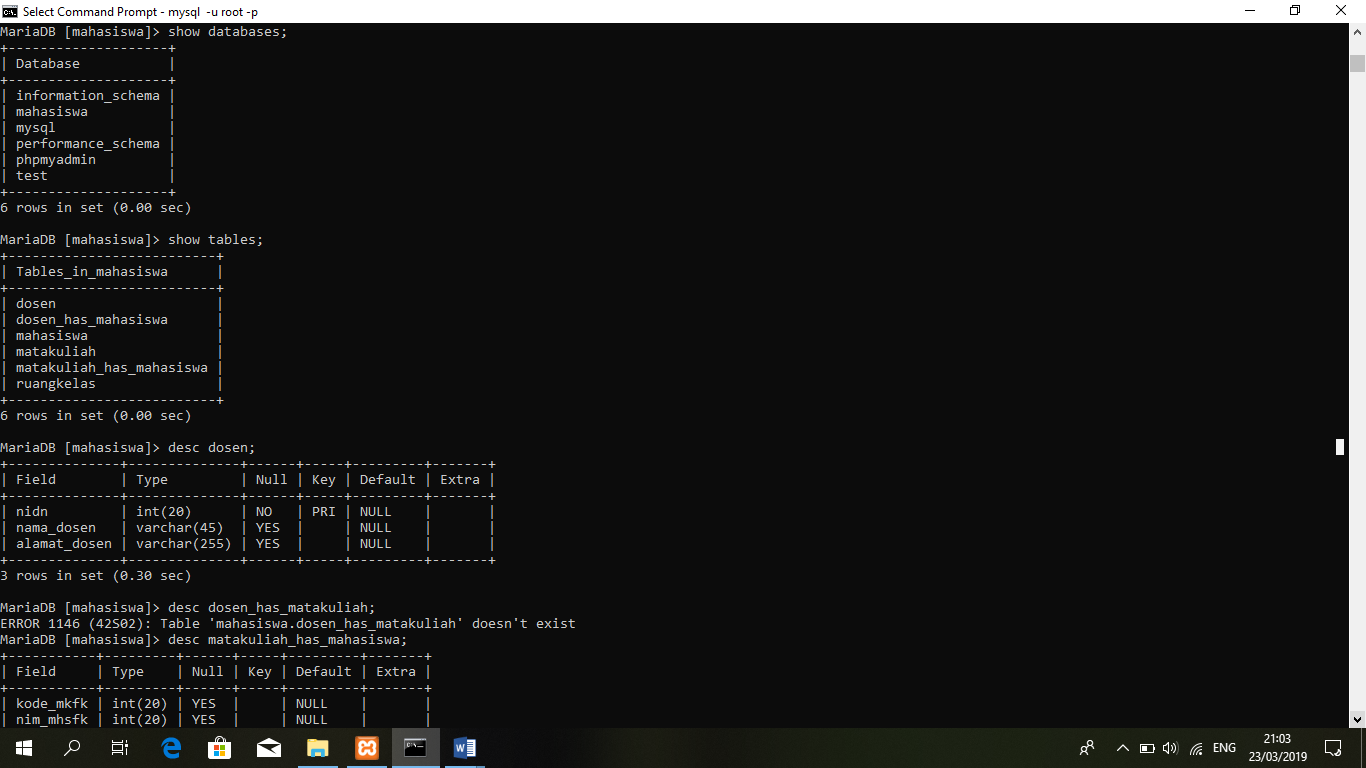 Select Command Prompt - mysql  -u root -p
MariaDB [mahasiswa]> show databases;
+--------------------+
| Database           |
+--------------------+
| information_schema |
| mahasiswa          |
| mysql              |
| performance_schema |
| phpmyadmin         |
| test               |
+--------------------+
6 rows in set (0.00 sec)

MariaDB [mahasiswa]> show tables;
+--------------------------+
| Tables_in_mahasiswa      |
+--------------------------+
| dosen                    |
| dosen_has_mahasiswa      |
| mahasiswa                |
| matakuliah               |
| matakuliah_has_mahasiswa |
| ruangkelas               |
+--------------------------+
6 rows in set (0.00 sec)

MariaDB [mahasiswa]> desc dosen;
+--------------+--------------+------+-----+---------+-------+
| Field        | Type         | Null | Key | Default | Extra |
+--------------+--------------+------+-----+---------+-------+
| nidn         | int(20)      | NO   | PRI | NULL    |       |
| nama_dosen   | varchar(45)  | YES  |     | NULL    |       |
| alamat_dosen | varchar(255) | YES  |     | NULL    |       |
+--------------+--------------+------+-----+---------+-------+
3 rows in set (0.30 sec)

MariaDB [mahasiswa]> desc dosen_has_matakuliah;
ERROR 1146 (42S02): Table 'mahasiswa.dosen_has_matakuliah' doesn't exist
MariaDB [mahasiswa]> desc matakuliah_has_mahasiswa;
+-----------+---------+------+-----+---------+-------+
| Field     | Type    | Null | Key | Default | Extra |
+-----------+---------+------+-----+---------+-------+
| kode_mkfk | int(20) | YES  |     | NULL    |       |
| nim_mhsfk | int(20) | YES  |     | NULL    |       |
ENG
21:03
23/03/2019